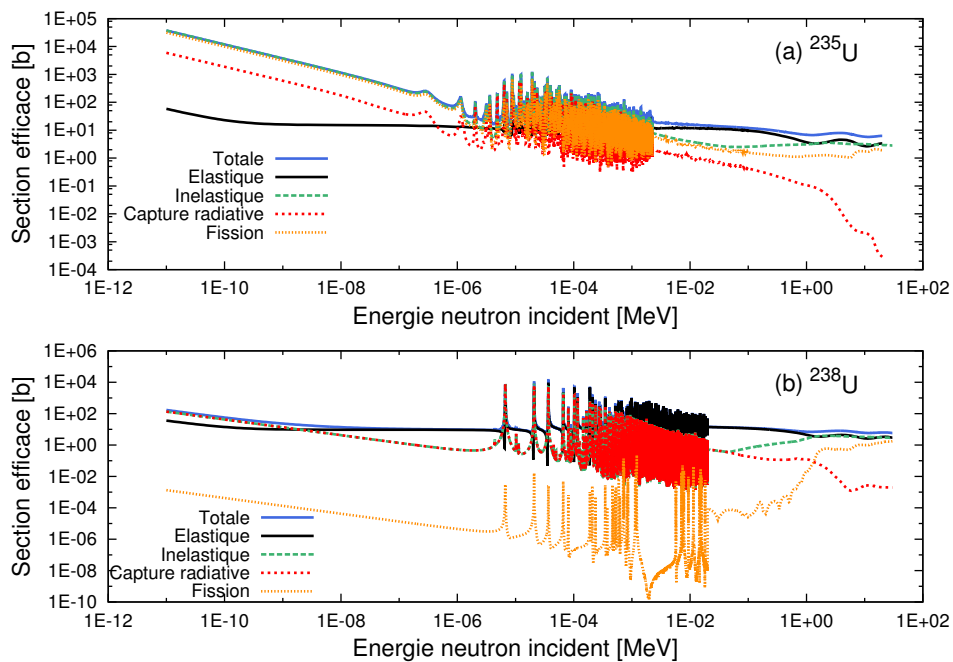 1E+05
1E+04
1E+03
1E+02
1E+01
1E+00
1E-01
1E-02
1E-03
1E-04
Section efficace [b]
(a) ²³⁵U
Totale
Elastique
Inelastique
Capture radiative
Fission
1E-12 1E-10 1E-08 1E-06 1E-04 1E-02 1E+00 1E+02
Energie neutron incident [MeV]
1E+06
1E+04
1E+02
1E+00
1E-02
1E-04
1E-06
1E-08
1E-10
Section efficace [b]
(b) ²³⁸U
Totale
Elastique
Inelastique
Capture radiative
Fission
1E-12 1E-10 1E-08 1E-06 1E-04 1E-02 1E+00 1E+02
Energie neutron incident [MeV]